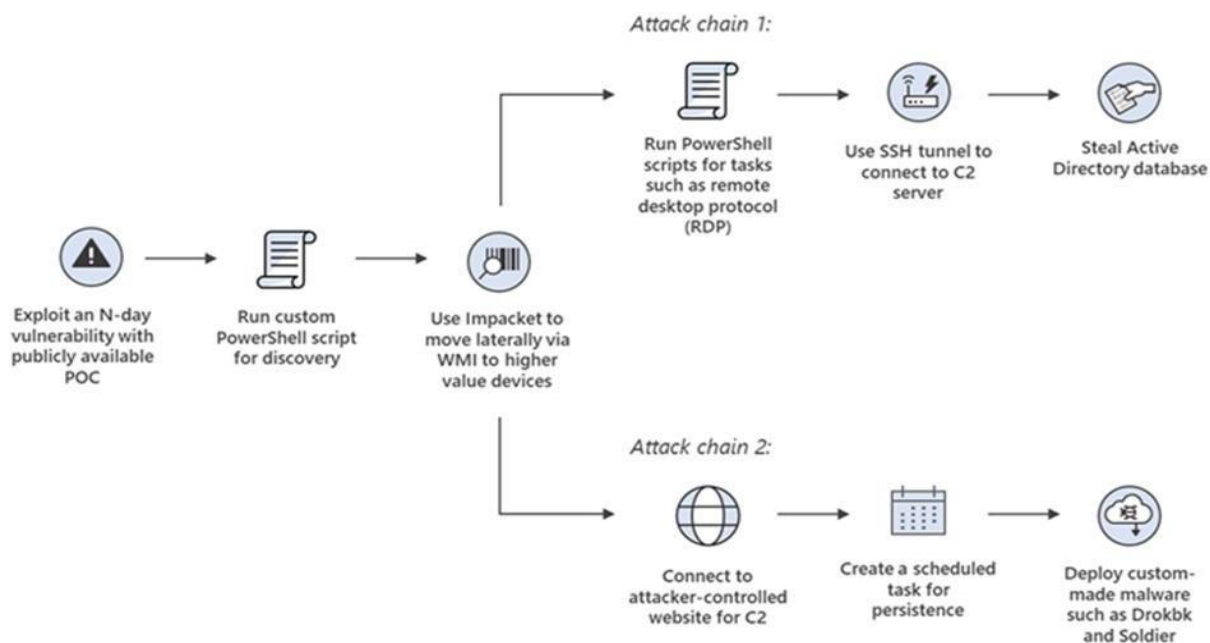 Attack chain 1:
Run PowerShell
scripts for tasks
such as remote
desktop protocol
(RDP)
Use SSH tunnel to
connect to C2
server
Steal Active
Directory database
Exploit an N-day
vulnerability with
publicly available
POC
Run custom
PowerShell script
for discovery
Use Impacket to
move laterally via
WMI to higher
value devices
Attack chain 2:
Connect to
attacker-controlled
website for C2
Create a scheduled
task for
persistence
Deploy custom-
made malware
such as Drokbk
and Soldier